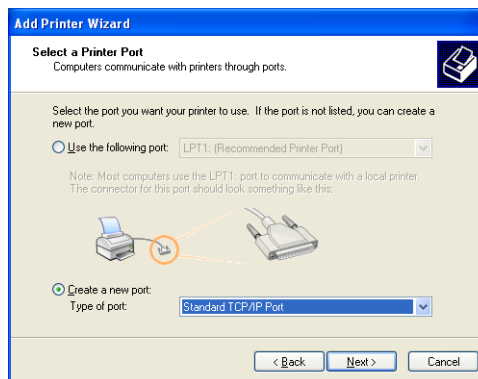 Add Printer Wizard
Select a Printer Port
Computers communicate with printers through ports.
Select the port you want your printer to use. If the port is not listed, you can create a
new port.
Use the following port: LPT1: (Recommended Printer Port)
Note: Most computers use the LPT1: port to communicate with a local printer.
The connector for this port should look something like this:
Create a new port:
Type of port: Standard TCP/IP Port
< Back Next > Cancel